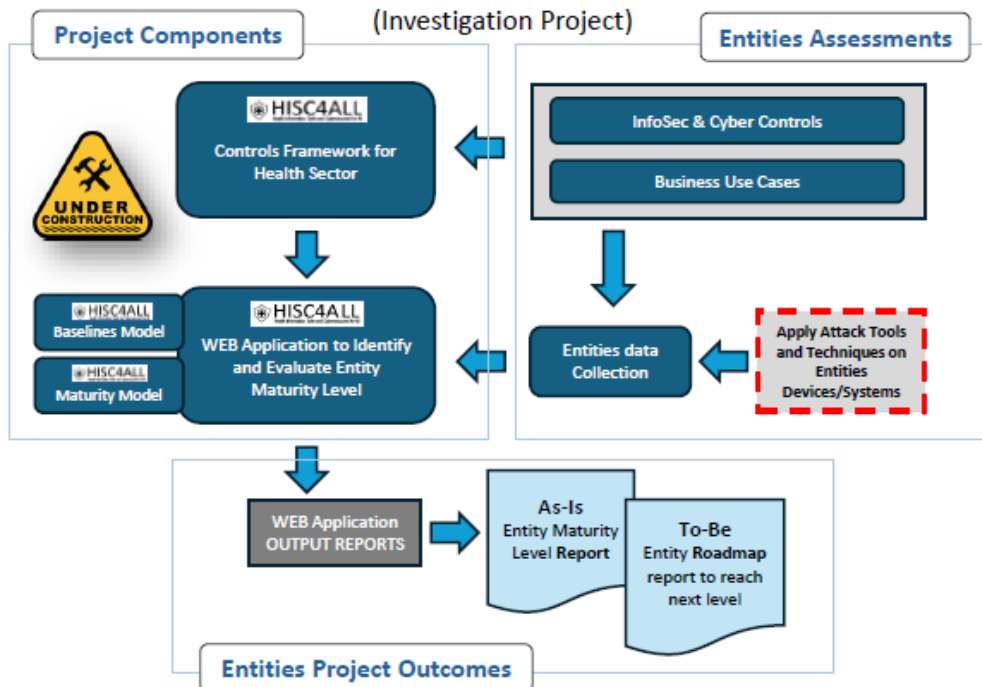 (Investigation Project)
Project Components
Entities Assessments
HISC4ALL
Controls Framework for
Health Sector
InfoSec & Cyber Controls
Business Use Cases
UNDER
CONSTRUCTION
HISC4ALL
Baselines Model
HISC4ALL
Maturity Model
HISC4ALL
WEB Application to Identify
and Evaluate Entity
Maturity Level
Entities data
Collection
Apply Attack Tools
and Techniques on
Entities
Devices/Systems
WEB Application
OUTPUT REPORTS
As-Is
Entity Maturity
Level Report
To-Be
Entity Roadmap
report to reach
next level
Entities Project Outcomes